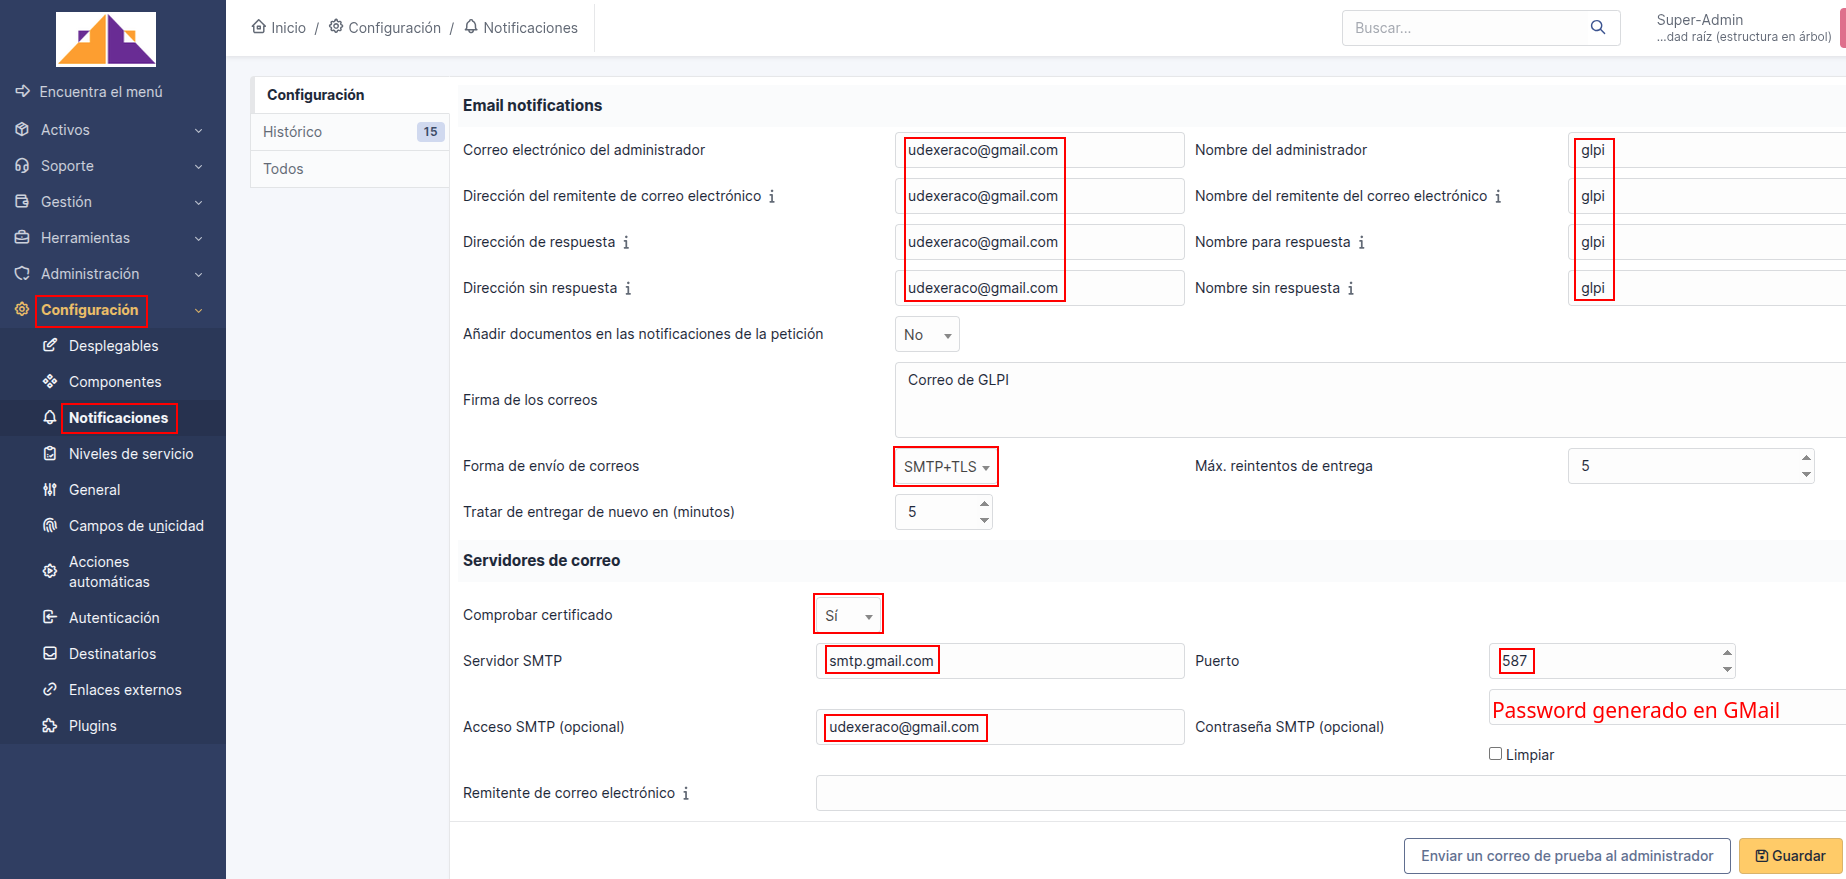 Inicio / Configuración / Notificaciones
Buscar...
Super-Admin
...dad raíz (estructura en árbol)
Encuentra el menú
Activos
Soporte
Gestión
Herramientas
Administración
Configuración
Desplegables
Componentes
Notificaciones
Niveles de servicio
General
Campos de unicidad
Acciones
automáticas
Autenticación
Destinatarios
Enlaces externos
Plugins
Configuración
Histórico 15
Todos
Email notifications
Correo electrónico del administrador udexeraco@gmail.com Nombre del administrador glpi
Dirección del remitente de correo electrónico udexeraco@gmail.com Nombre del remitente del correo electrónico glpi
Dirección de respuesta udexeraco@gmail.com Nombre para respuesta glpi
Dirección sin respuesta udexeraco@gmail.com Nombre sin respuesta glpi
Añadir documentos en las notificaciones de la petición No
Firma de los correos Correo de GLPI
Forma de envío de correos SMTP+TLS Máx. reintentos de entrega 5
Tratar de entregar de nuevo en (minutos) 5
Servidores de correo
Comprobar certificado Sí
Servidor SMTP smtp.gmail.com Puerto 587
Acceso SMTP (opcional) udexeraco@gmail.com Contraseña SMTP (opcional) Password generado en GMail
Limpiar
Remitente de correo electrónico
Enviar un correo de prueba al administrador Guardar